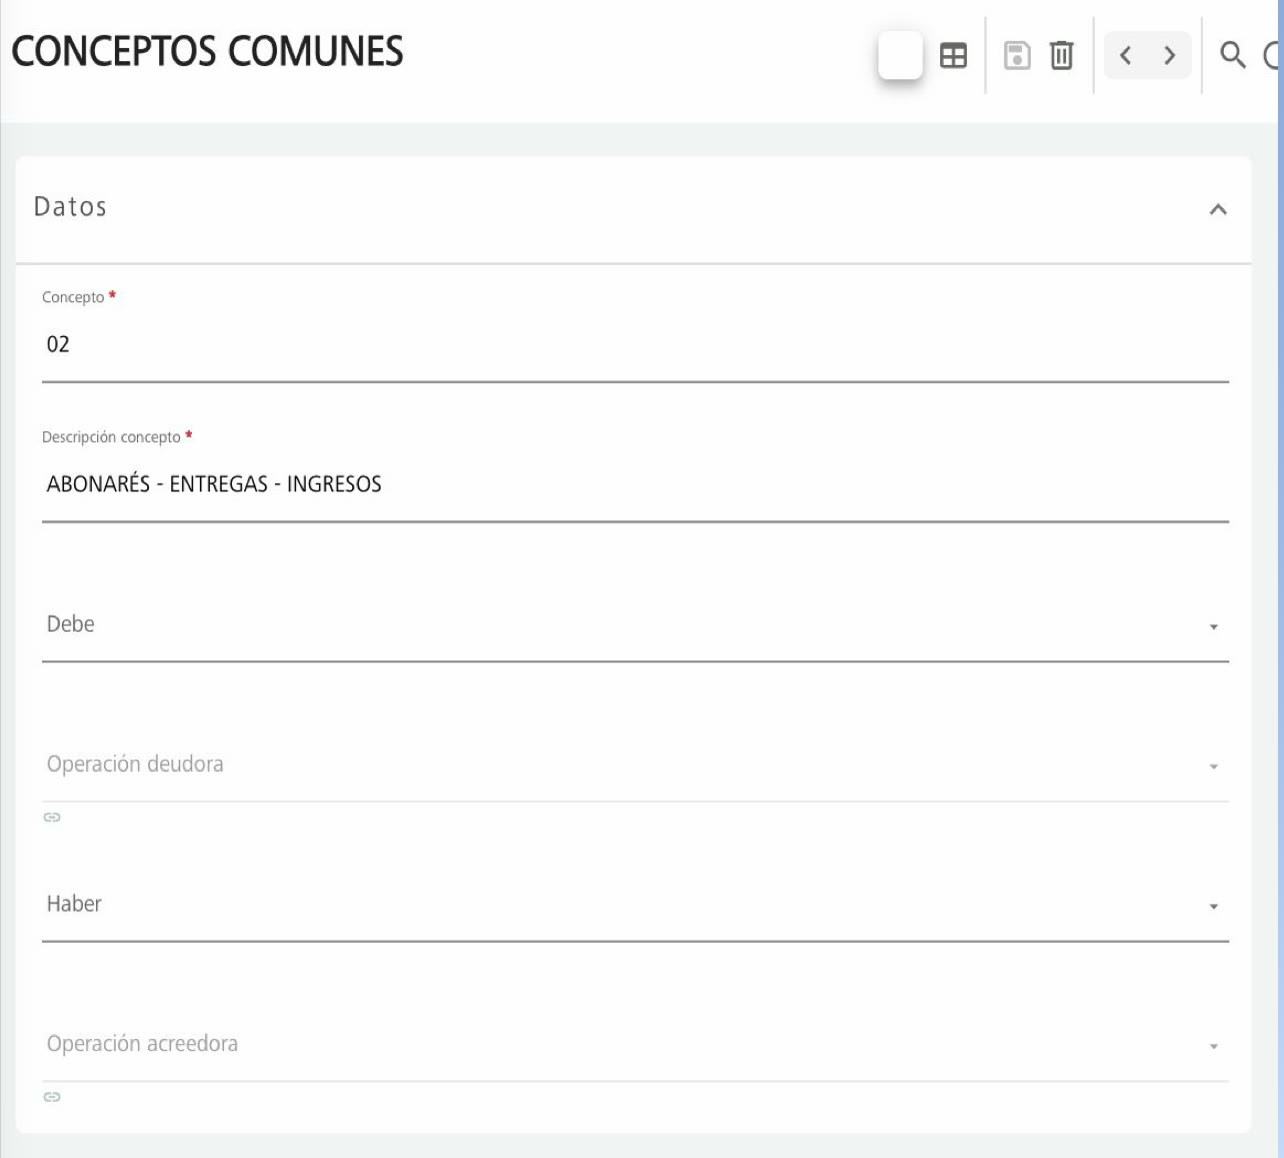 CONCEPTOS COMUNES
Datos
Concepto *
02
Descripción concepto *
ABONARÉS - ENTREGAS - INGRESOS
Debe
Operación deudora
Haber
Operación acreedora